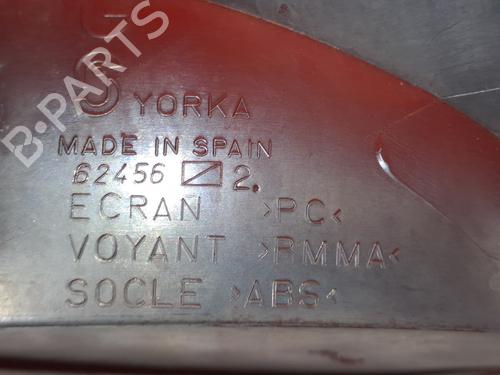 YORKA
MADE IN SPAIN
62456 2.
ECRAN >PC<
VOYANT >PMMA<
SOCLE >ABS<
B-PARTS